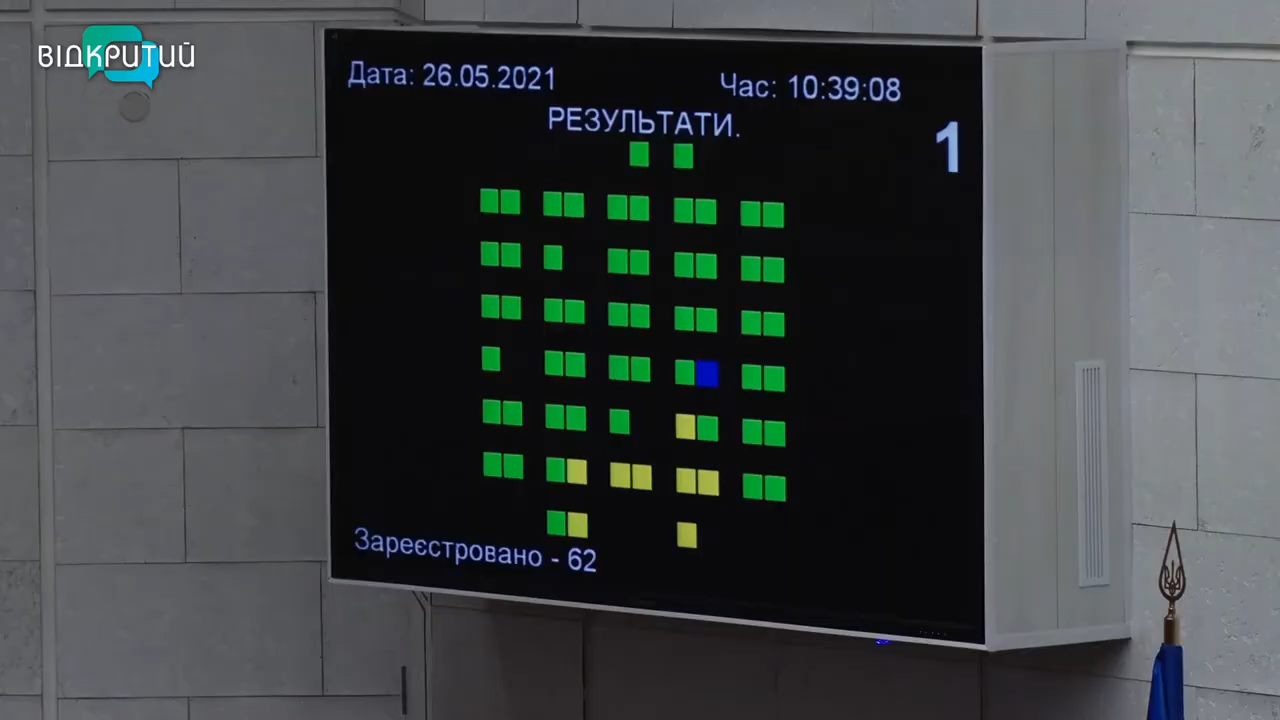 ВІДКРИТИЙ
Дата: 26.05.2021 Час: 10:39:08
РЕЗУЛЬТАТИ.
1
Зареєстровано - 62